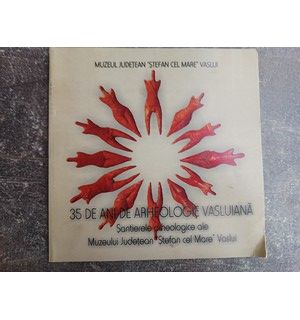 MUZEUL JUDEȚEAN "ȘTEFAN CEL MARE" VASLUI
35 DE ANI DE ARHEOLOGIE VASLUIANĂ
Șantierele arheologice ale
Muzeului Județean "Ștefan cel Mare" Vaslui